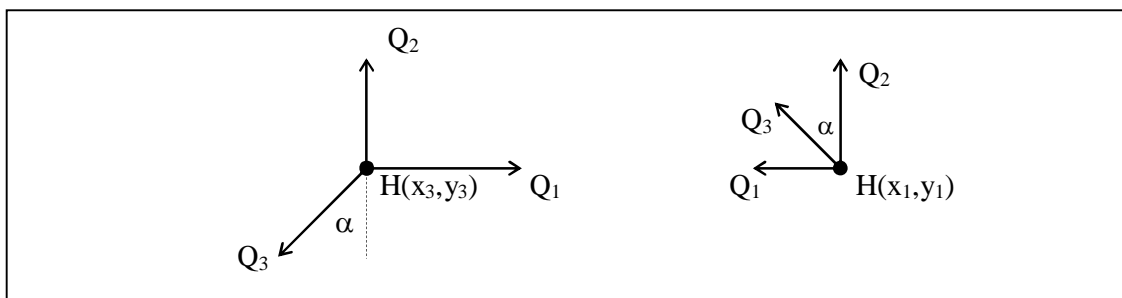 Q2
H(x3,y3)
Q1
α
Q3
Q2
Q3
α
Q1
H(x1,y1)